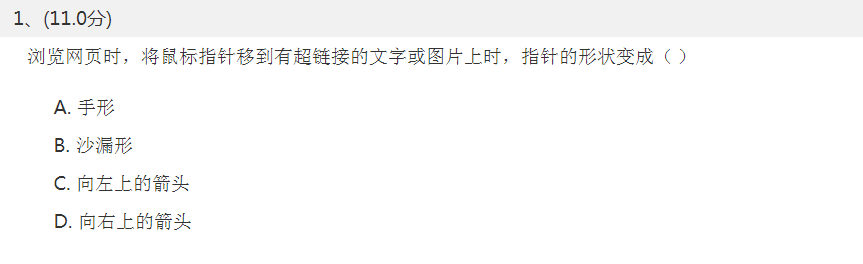 1、(11.0分)
浏览网页时，将鼠标指针移到有超链接的文字或图片上时，指针的形状变成（ ）
A. 手形
B. 沙漏形
C. 向左上的箭头
D. 向右上的箭头